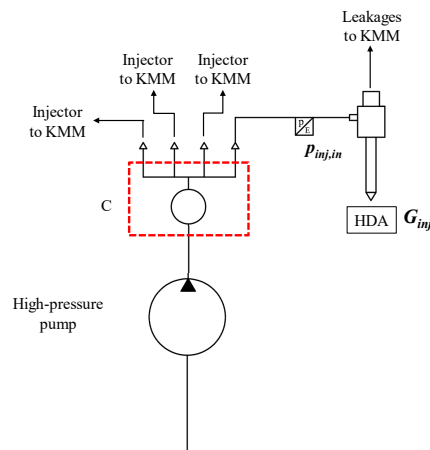 Leakages
to KMM
Injector
to KMM
Injector
to KMM
Injector
to KMM
p
E
p_inj,in
C
HDA
G_inj
High-pressure
pump